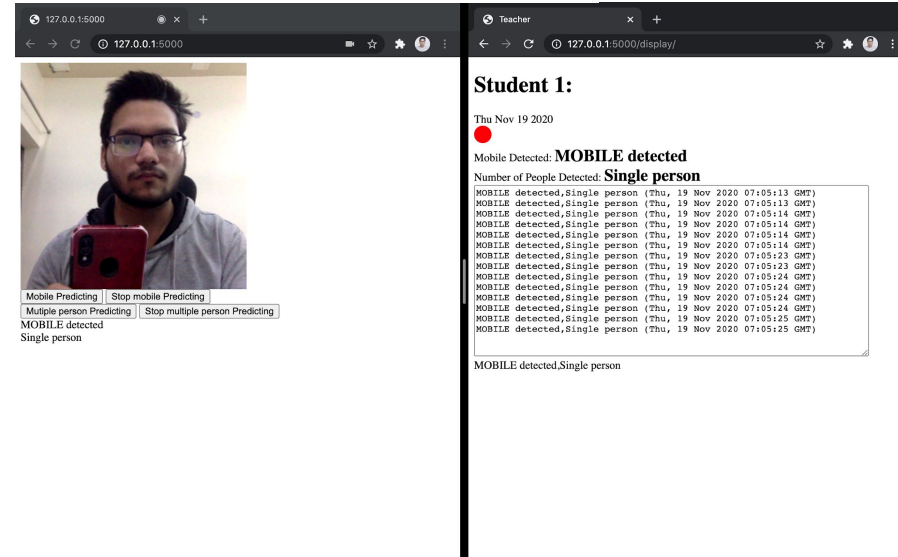 127.0.0.1:5000
127.0.0.1:5000
Mobile Predicting Stop mobile Predicting
Mutiple person Predicting Stop multiple person Predicting
MOBILE detected
Single person
Teacher
127.0.0.1:5000/display/
Student 1:
Thu Nov 19 2020
Mobile Detected: MOBILE detected
Number of People Detected: Single person
MOBILE detected,Single person (Thu, 19 Nov 2020 07:05:13 GMT)
MOBILE detected,Single person (Thu, 19 Nov 2020 07:05:13 GMT)
MOBILE detected,Single person (Thu, 19 Nov 2020 07:05:14 GMT)
MOBILE detected,Single person (Thu, 19 Nov 2020 07:05:14 GMT)
MOBILE detected,Single person (Thu, 19 Nov 2020 07:05:14 GMT)
MOBILE detected,Single person (Thu, 19 Nov 2020 07:05:14 GMT)
MOBILE detected,Single person (Thu, 19 Nov 2020 07:05:23 GMT)
MOBILE detected,Single person (Thu, 19 Nov 2020 07:05:23 GMT)
MOBILE detected,Single person (Thu, 19 Nov 2020 07:05:24 GMT)
MOBILE detected,Single person (Thu, 19 Nov 2020 07:05:24 GMT)
MOBILE detected,Single person (Thu, 19 Nov 2020 07:05:24 GMT)
MOBILE detected,Single person (Thu, 19 Nov 2020 07:05:24 GMT)
MOBILE detected,Single person (Thu, 19 Nov 2020 07:05:25 GMT)
MOBILE detected,Single person (Thu, 19 Nov 2020 07:05:25 GMT)
MOBILE detected,Single person